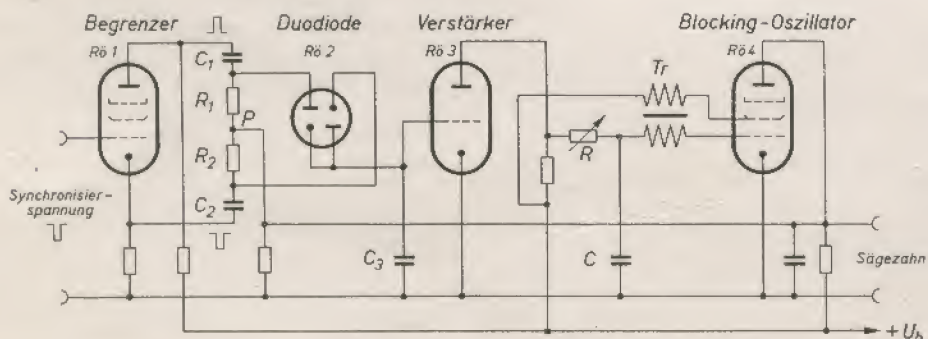 Begrenzer
Rö 1
Duodiode
Rö 2
Verstärker
Rö 3
Blocking-Oszillator
Rö 4
C₁
R₁
P
R₂
C₂
Tr
R
Synchronisier-
spannung
C₃
C
Sägezahn
+ U_b